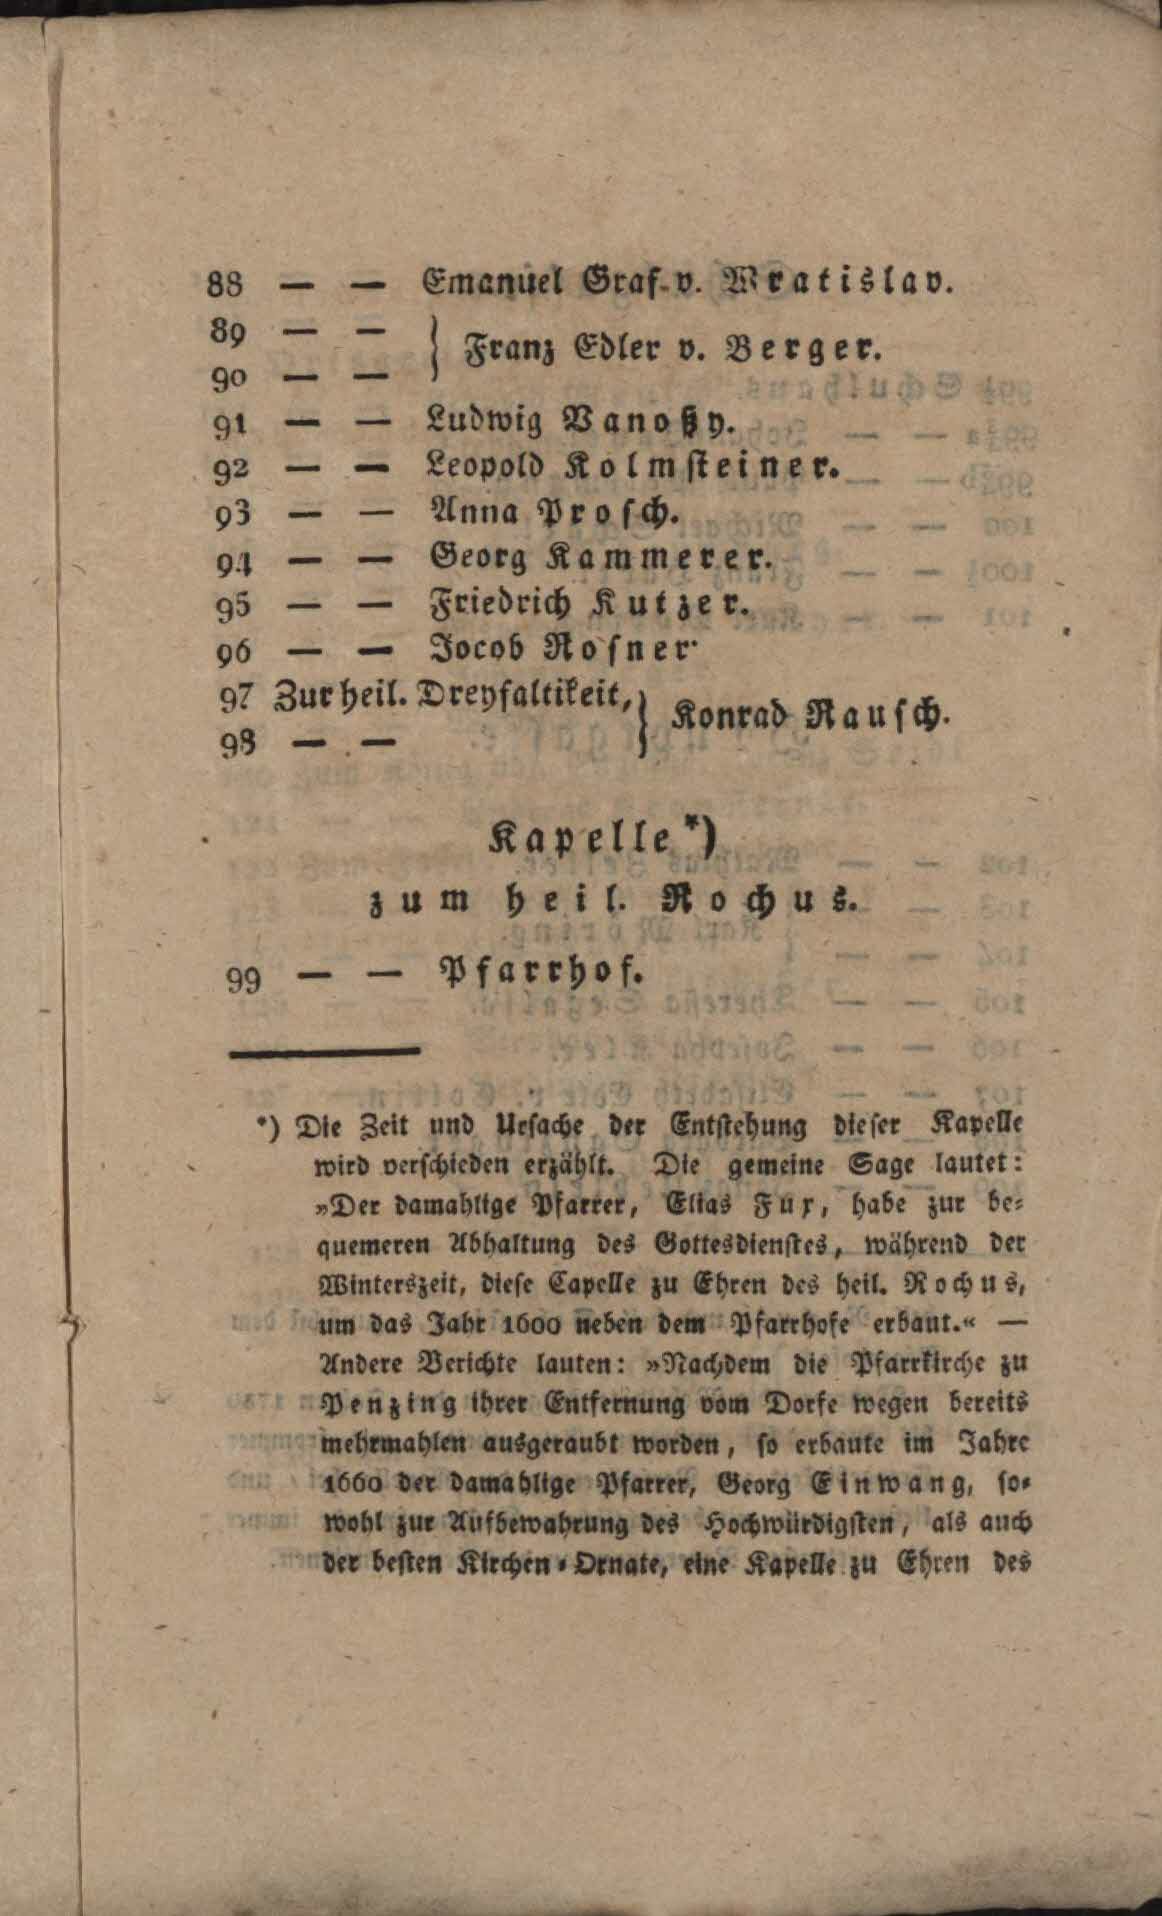 88 — — Emanuel Graf v. Wratislav.
89 — —
90 — — } Franz Edler v. Berger.
91 — — Ludwig Vanoßy.
92 — — Leopold Kolmsteiner.
93 — — Anna Prosch.
94 — — Georg Kammerer.
95 — — Friedrich Kutzer.
96 — — Jocob Rosner.
97 Zur heil. Dreyfaltikeit,
98 — — } Konrad Rausch.
Kapelle *)
zum heil. Rochus.
99 — — Pfarrhof.
*) Die Zeit und Ursache der Entstehung dieser Kapelle
wird verschieden erzählt. Die gemeine Sage lautet:
»Der damahlige Pfarrer, Elias Fux, habe zur be-
quemeren Abhaltung des Gottesdienstes, während der
Winterszeit, diese Capelle zu Ehren des heil. Rochus,
um das Jahr 1600 neben dem Pfarrhofe erbaut.« —
Andere Berichte lauten: »Nachdem die Pfarrkirche zu
Penzing ihrer Entfernung vom Dorfe wegen bereits
mehrmahlen ausgeraubt worden, so erbaute im Jahre
1660 der damahlige Pfarrer, Georg Einwang, so-
wohl zur Aufbewahrung des Hochwürdigsten, als auch
der besten Kirchen-Ornate, eine Kapelle zu Ehren des